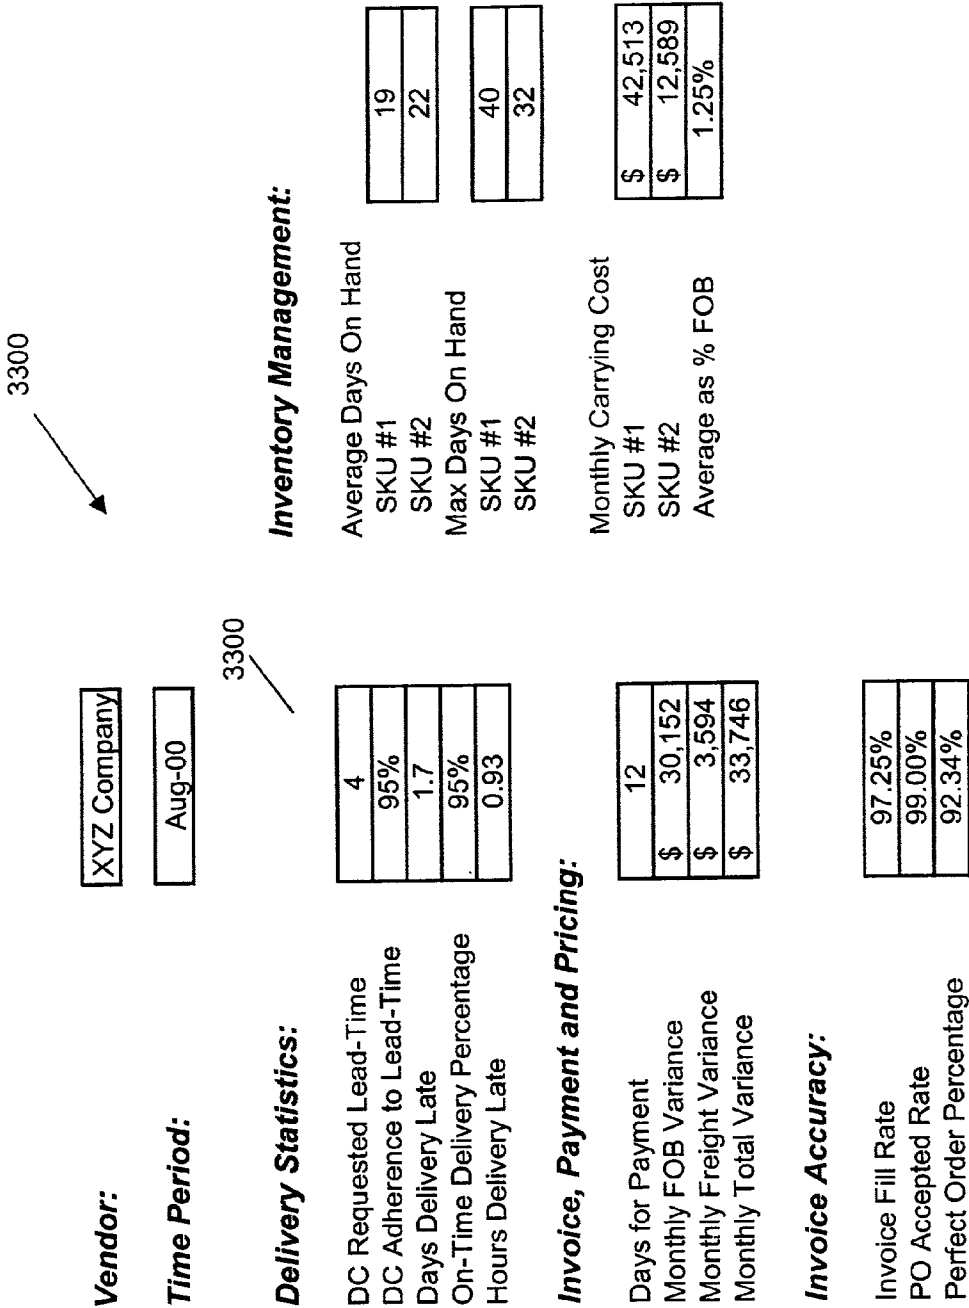 3300
Vendor: XYZ Company
Time Period: Aug-00
3300
Delivery Statistics:
DC Requested Lead-Time 4
DC Adherence to Lead-Time 95%
Days Delivery Late 1.7
On-Time Delivery Percentage 95%
Hours Delivery Late 0.93
Invoice, Payment and Pricing:
Days for Payment 12
Monthly FOB Variance $ 30,152
Monthly Freight Variance $ 3,594
Monthly Total Variance $ 33,746
Invoice Accuracy:
Invoice Fill Rate 97.25%
PO Accepted Rate 99.00%
Perfect Order Percentage 92.34%
Inventory Management:
Average Days On Hand
SKU #1 19
SKU #2 22
Max Days On Hand
SKU #1 40
SKU #2 32
Monthly Carrying Cost
SKU #1 $ 42,513
SKU #2 $ 12,589
Average as % FOB 1.25%